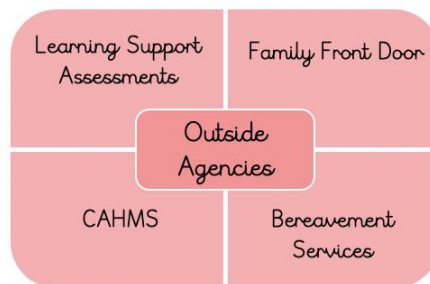 Learning Support
Assessments
Family Front Door
Outside
Agencies
CAHMS
Bereavement
Services